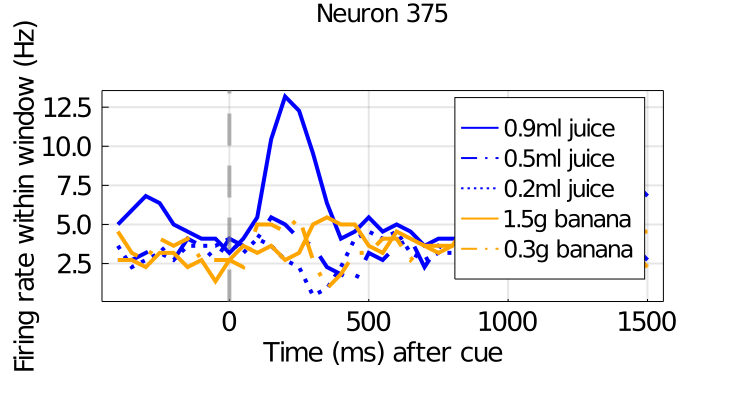 Neuron 375
Firing rate within window (Hz)
12.5
10.0
7.5
5.0
2.5
0.9ml juice
0.5ml juice
0.2ml juice
1.5g banana
0.3g banana
0 500 1000 1500
Time (ms) after cue